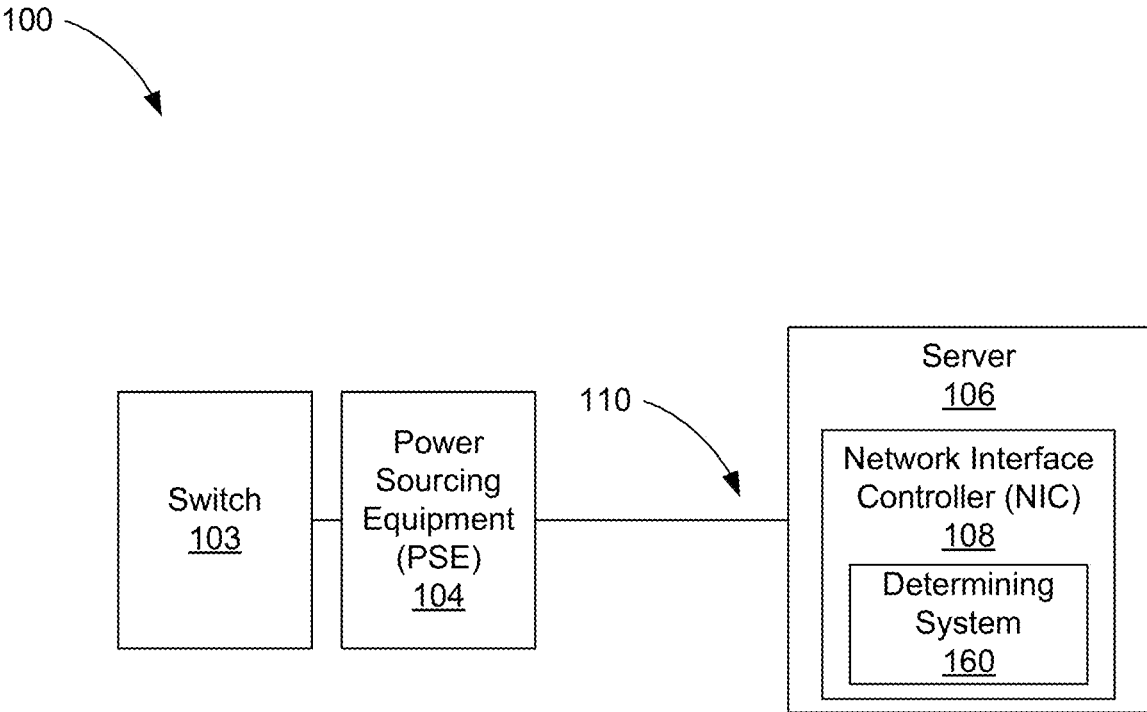 100
110
Switch
103
Power
Sourcing
Equipment
(PSE)
104
Server
106
Network Interface
Controller (NIC)
108
Determining
System
160